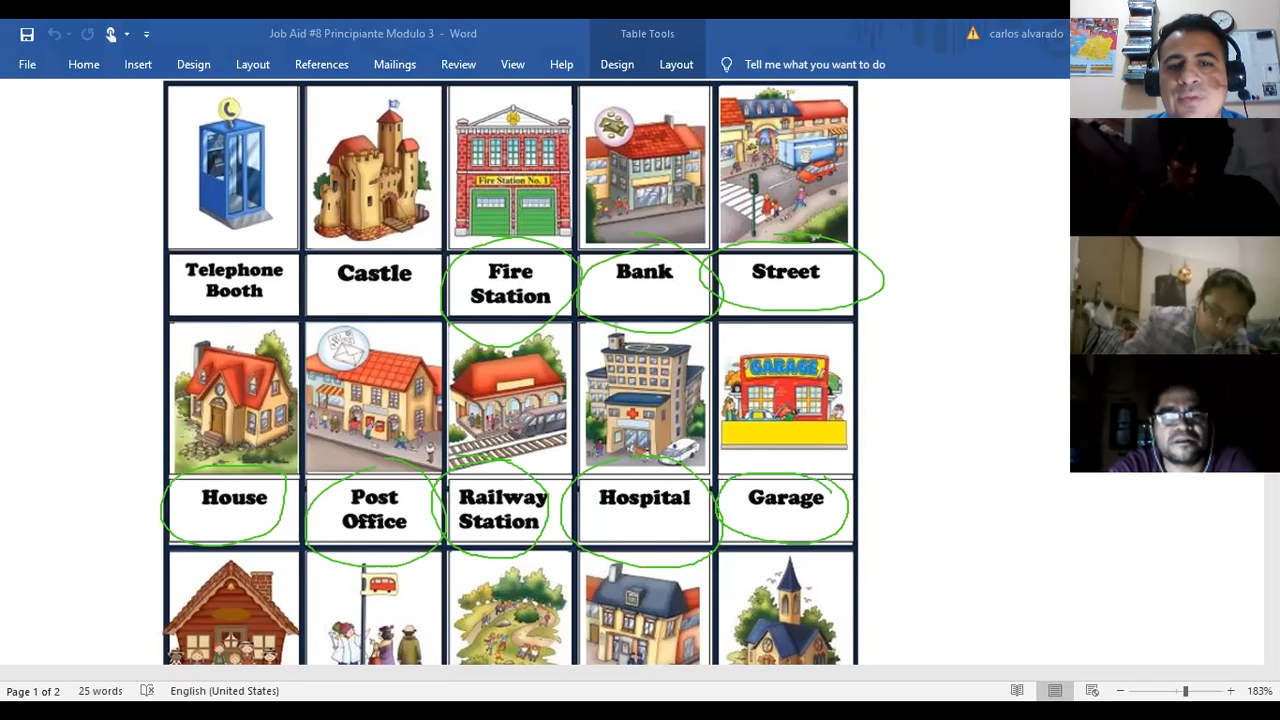 Job Aid #8 Principiante Modulo 3 - Word
Table Tools
carlos alvarado
File Home Insert Design Layout References Mailings Review View Help Design Layout Tell me what you want to do
Fire Station No. 1
Telephone Booth
Castle
Fire Station
Bank
Street
GARAGE
House
Post Office
Railway Station
Hospital
Garage
Page 1 of 2 25 words English (United States) 183%